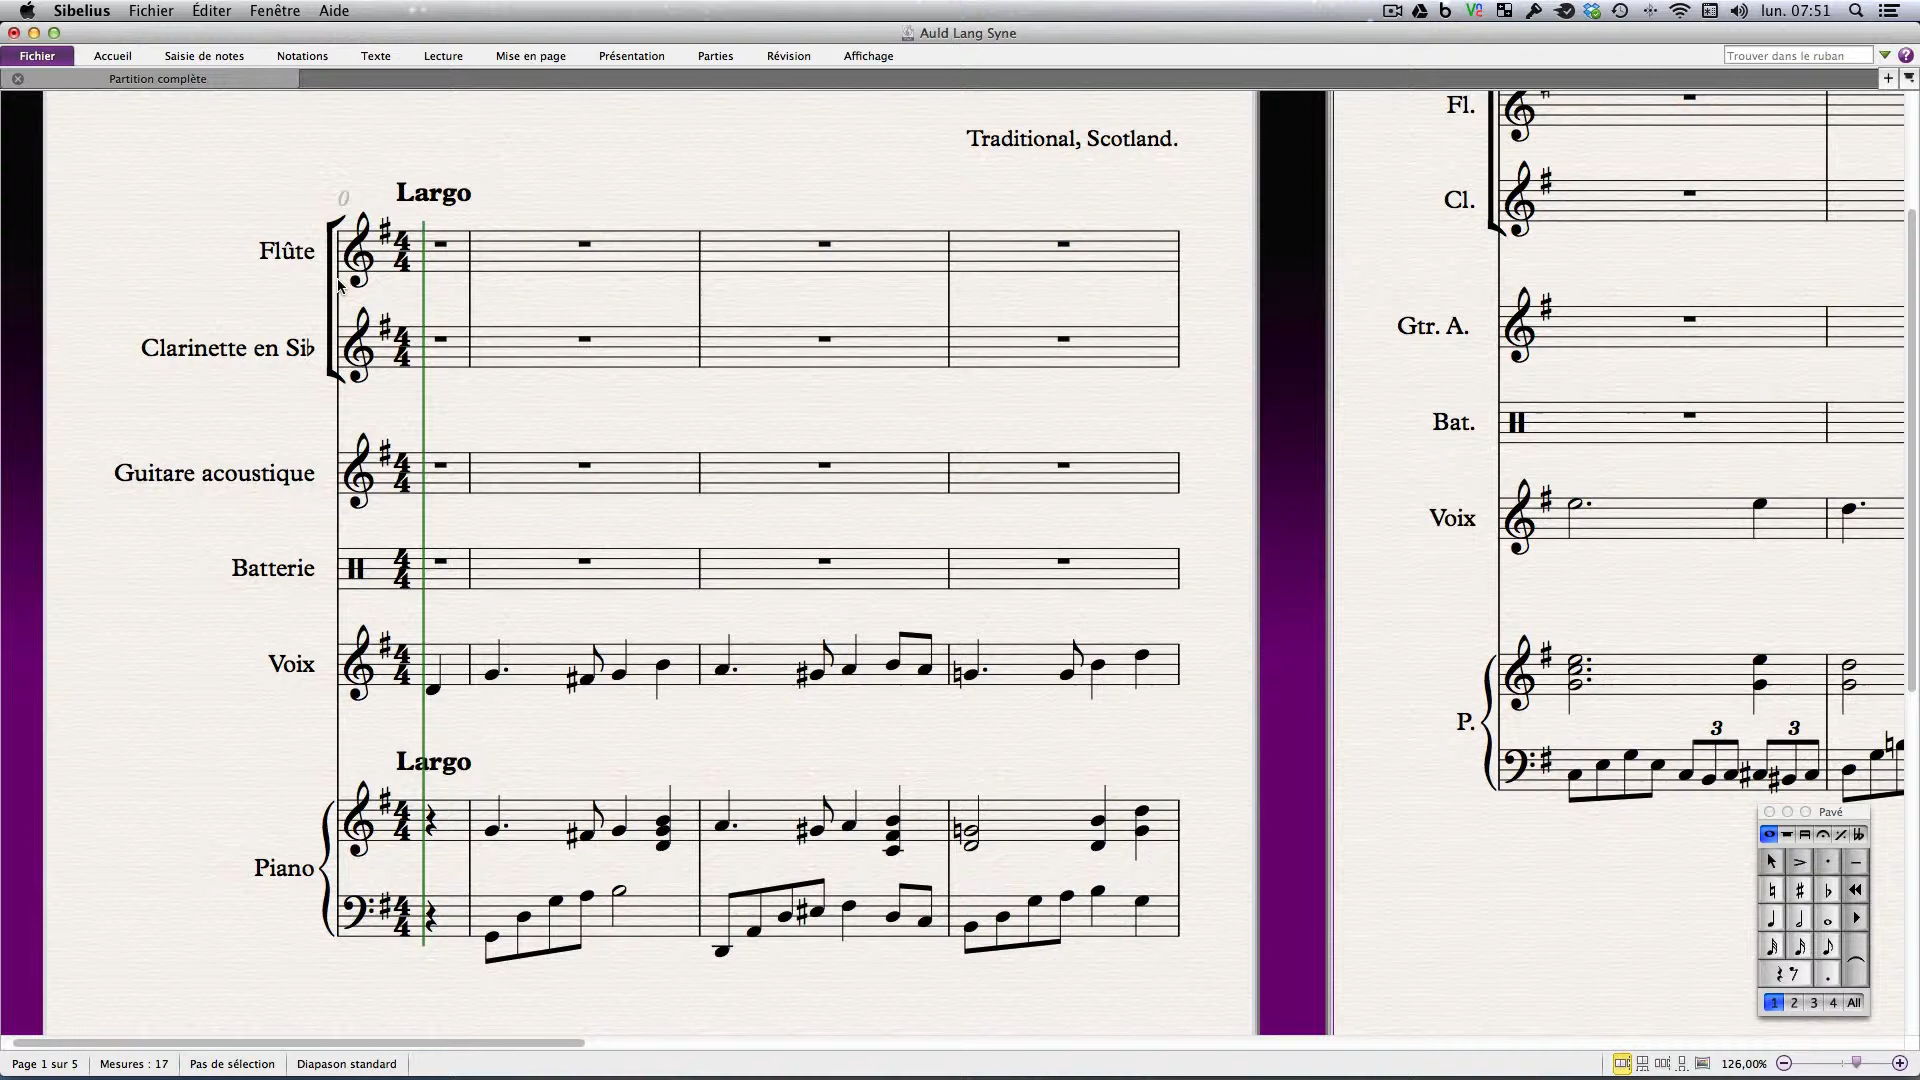 Sibelius Fichier Éditer Fenêtre Aide
lun. 07:51
Auld Lang Syne
Fichier Accueil Saisie de notes Notations Texte Lecture Mise en page Présentation Parties Révision Affichage
Trouver dans le ruban
Partition complète
Traditional, Scotland.
0
Largo
Flûte
Clarinette en Si♭
Guitare acoustique
Batterie
Voix
Largo
Piano
Fl.
Cl.
Gtr. A.
Bat.
Voix
P.
3 3
Pavé
1 2 3 4 All
Page 1 sur 5 Mesures : 17 Pas de sélection Diapason standard
126,00%